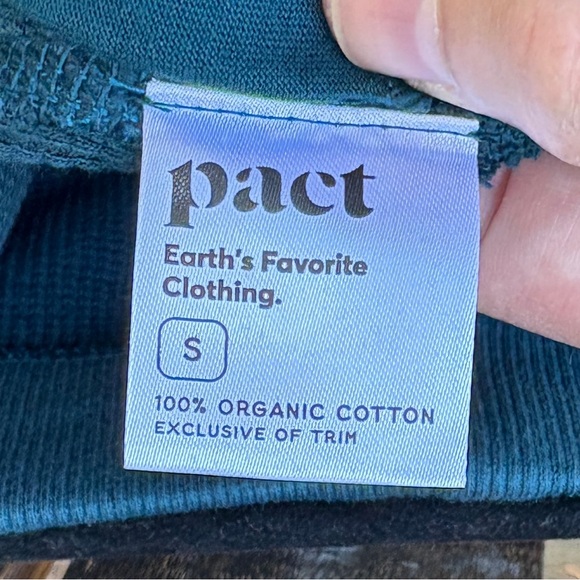 pact
Earth's Favorite
Clothing.
S
100% ORGANIC COTTON
EXCLUSIVE OF TRIM